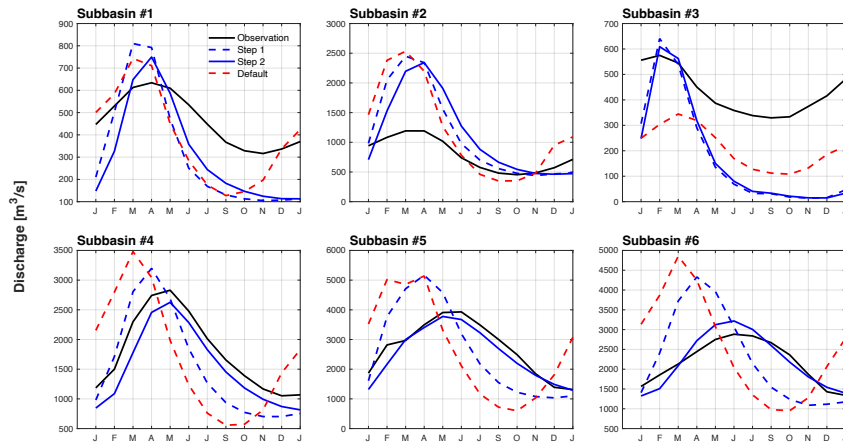 Subbasin #1
Subbasin #2
Subbasin #3
900
800
700
600
500
400
300
200
100
J F M A M J J A S O N D J
Observation
Step 1
Step 2
Default
3000
2500
2000
1500
1000
500
0
J F M A M J J A S O N D J
700
600
500
400
300
200
100
0
J F M A M J J A S O N D J
Discharge [m³/s]
Subbasin #4
Subbasin #5
Subbasin #6
3500
3000
2500
2000
1500
1000
500
J F M A M J J A S O N D J
6000
5000
4000
3000
2000
1000
0
J F M A M J J A S O N D J
5000
4500
4000
3500
3000
2500
2000
1500
1000
500
J F M A M J J A S O N D J